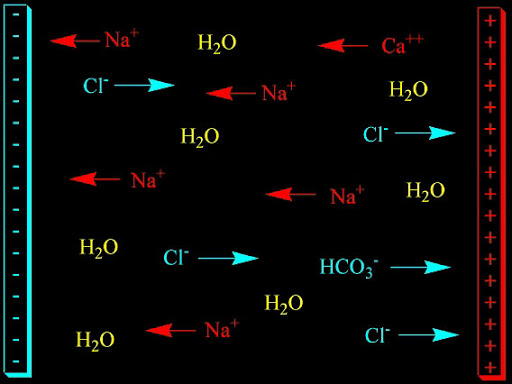 Na⁺ H₂O Ca⁺⁺
Cl⁻ Na⁺ H₂O
H₂O Cl⁻
Na⁺ Na⁺ H₂O
H₂O Cl⁻ HCO₃⁻
H₂O
H₂O Na⁺ Cl⁻